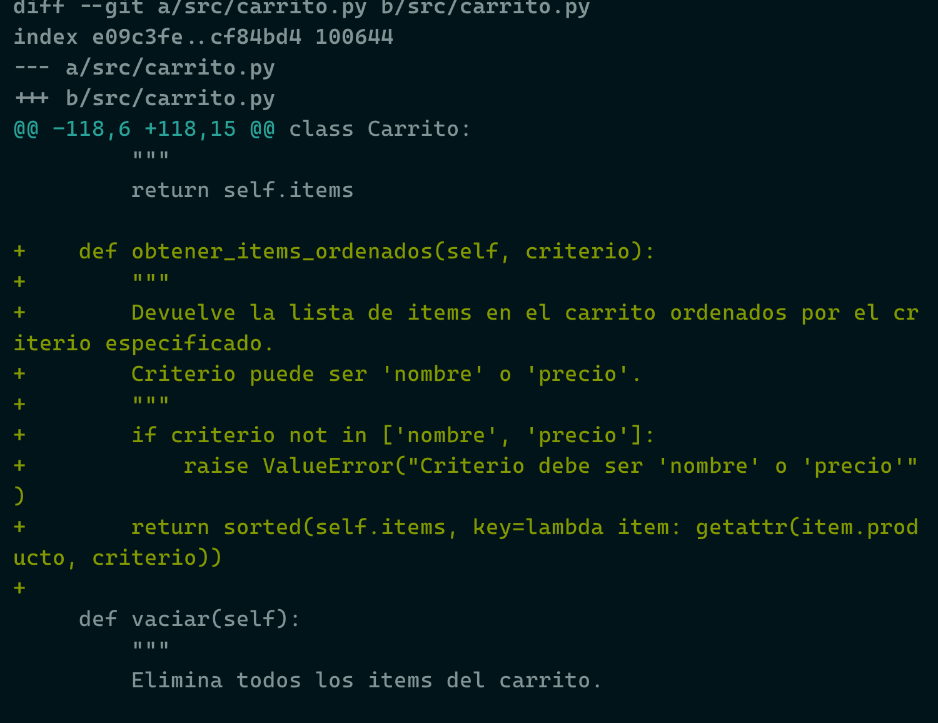 diff --git a/src/carrito.py b/src/carrito.py
index e09c3fe..cf84bd4 100644
--- a/src/carrito.py
+++ b/src/carrito.py
@@ -118,6 +118,15 @@ class Carrito:
         """
         return self.items

+    def obtener_items_ordenados(self, criterio):
+        """
+        Devuelve la lista de items en el carrito ordenados por el cr
iterio especificado.
+        Criterio puede ser 'nombre' o 'precio'.
+        """
+        if criterio not in ['nombre', 'precio']:
+            raise ValueError("Criterio debe ser 'nombre' o 'precio'"
)
+        return sorted(self.items, key=lambda item: getattr(item.prod
ucto, criterio))
+
     def vaciar(self):
         """
         Elimina todos los items del carrito.